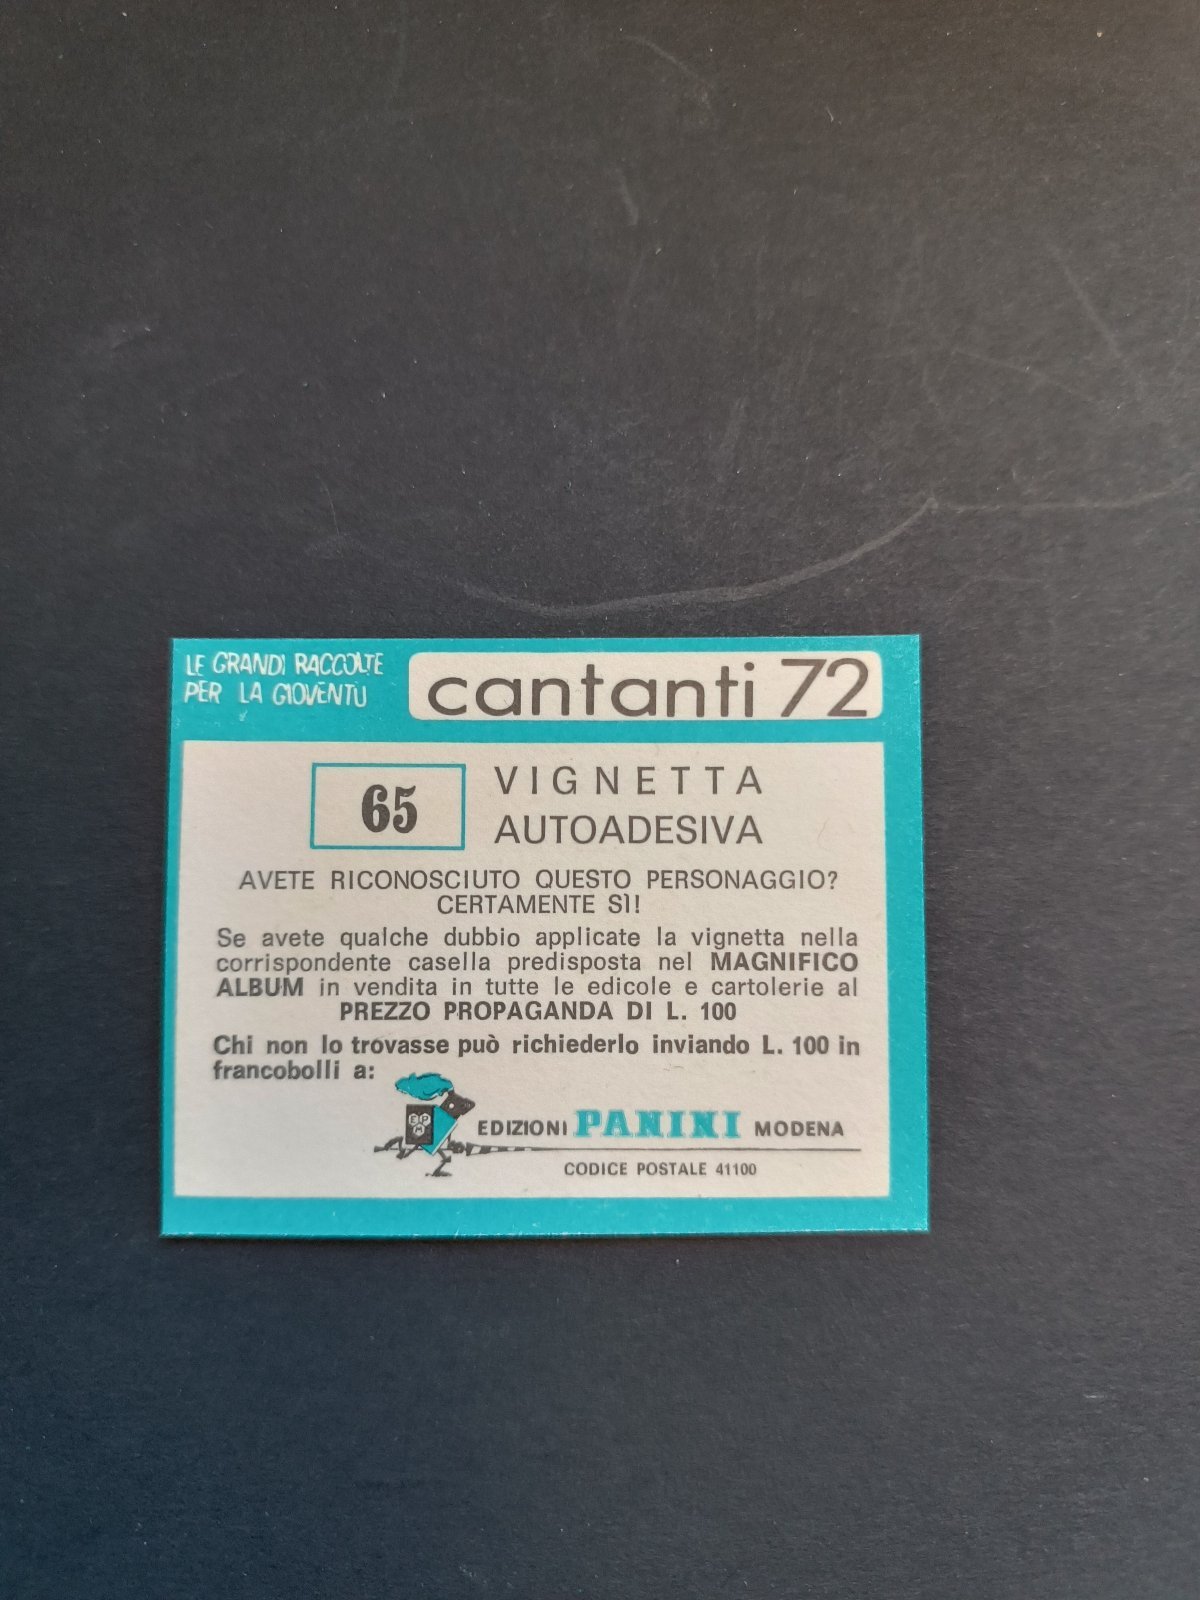 LE GRANDI RACCOLTE
PER LA GIOVENTU
cantanti 72
65
VIGNETTA
AUTOADESIVA
AVETE RICONOSCIUTO QUESTO PERSONAGGIO?
CERTAMENTE SÌ!
Se avete qualche dubbio applicate la vignetta nella
corrispondente casella predisposta nel MAGNIFICO
ALBUM in vendita in tutte le edicole e cartolerie al
PREZZO PROPAGANDA DI L. 100
Chi non lo trovasse può richiederlo inviando L. 100 in
francobolli a:
EPM
EDIZIONI PANINI MODENA
CODICE POSTALE 41100